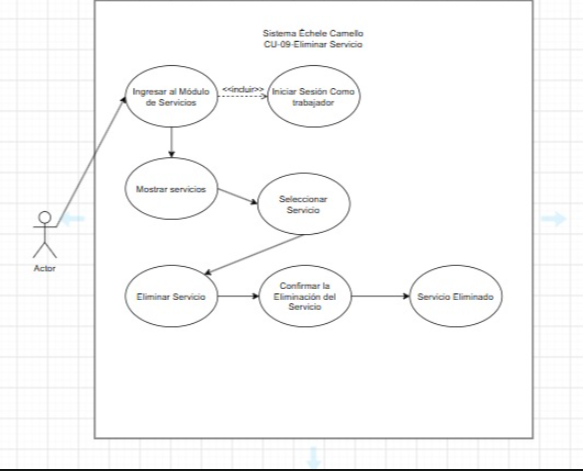 Sistema Échele Camello
CU-09-Eliminar Servicio
Ingresar al Módulo
de Servicios
<<incluir>>
Iniciar Sesión Como
trabajador
Mostrar servicios
Seleccionar
Servicio
Actor
Eliminar Servicio
Confirmar la
Eliminación del
Servicio
Servicio Eliminado